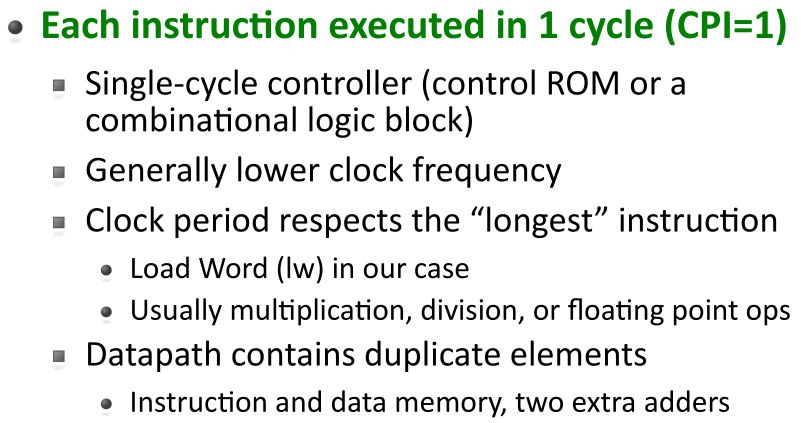 Each instruction executed in 1 cycle (CPI=1)
Single-cycle controller (control ROM or a
combinational logic block)
Generally lower clock frequency
Clock period respects the “longest” instruction
Load Word (lw) in our case
Usually multiplication, division, or floating point ops
Datapath contains duplicate elements
Instruction and data memory, two extra adders